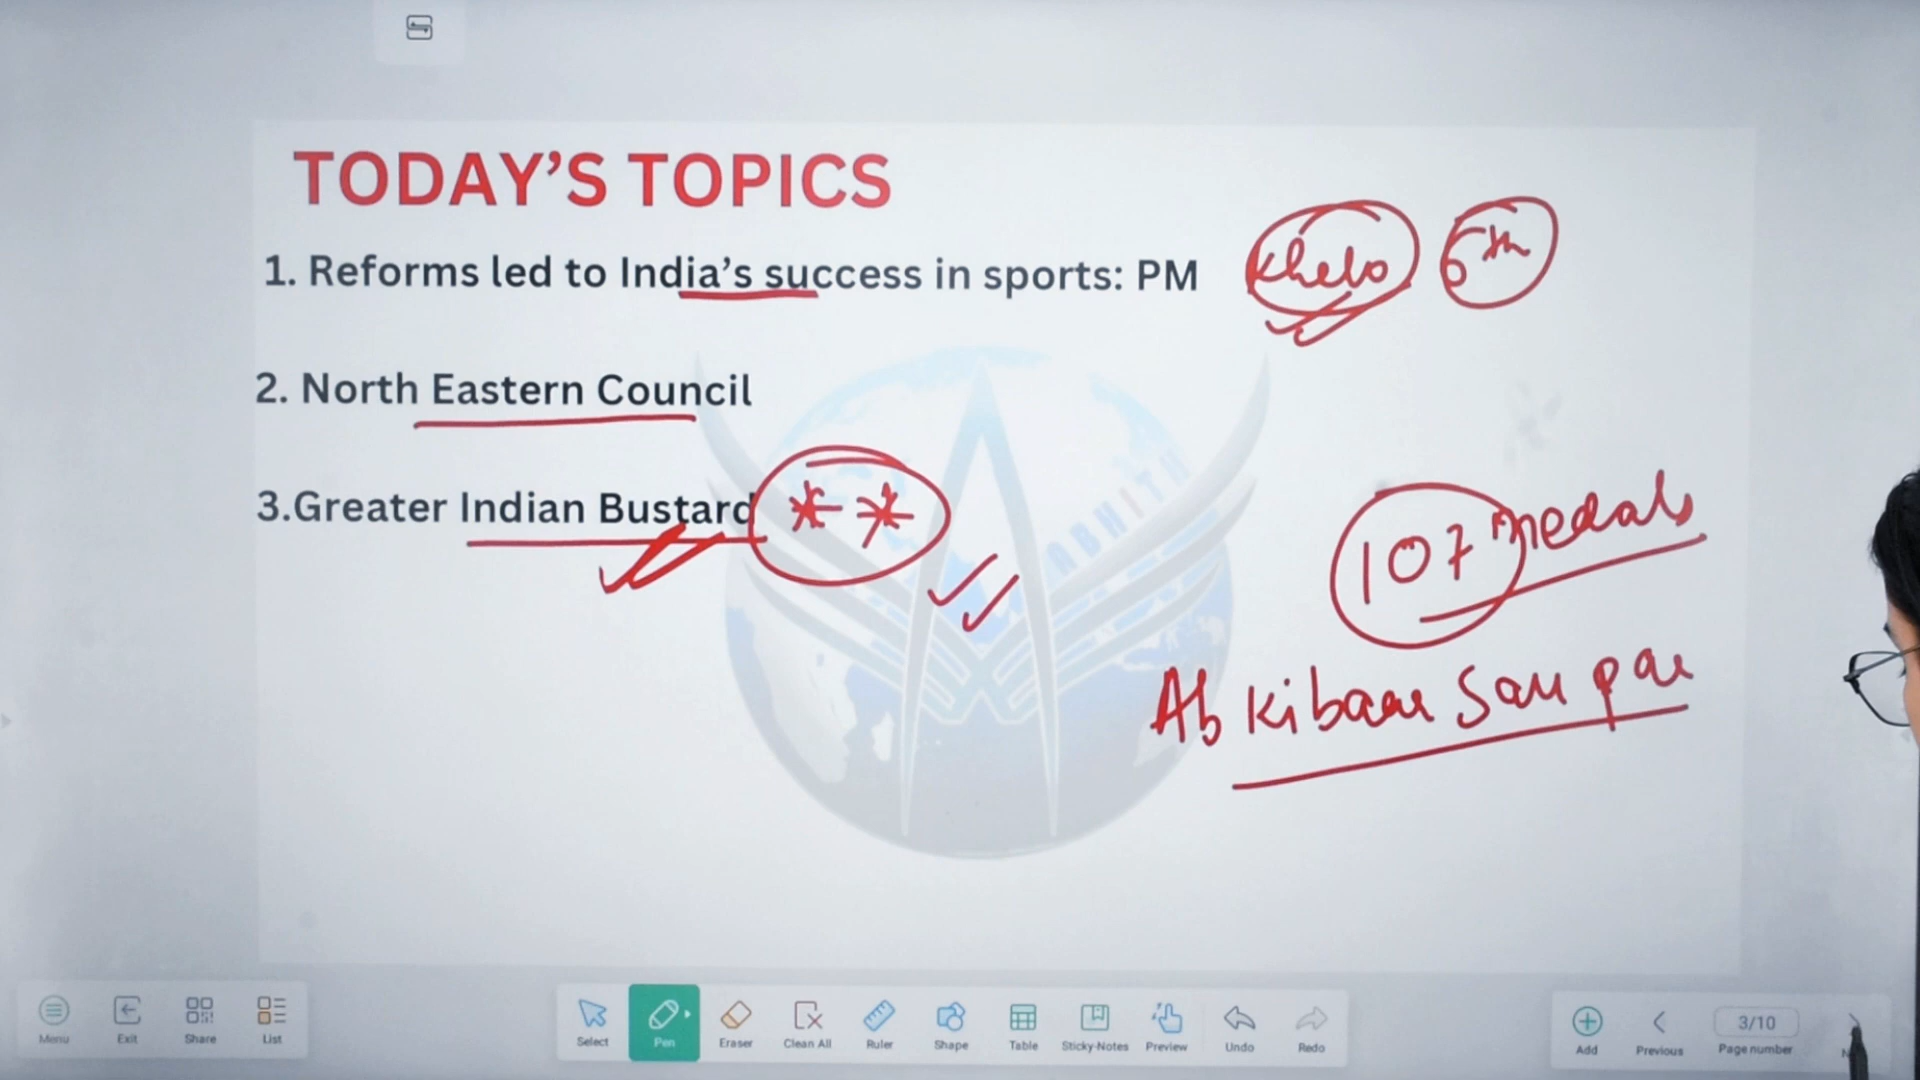 TODAY'S TOPICS
1. Reforms led to India's success in sports: PM
Khelo 6th
2. North Eastern Council
3.Greater Indian Bustard
107 medals
Ab ki baar Sau par
ABHITH
Menu Exit Share List
Select Pen Eraser Clean All Ruler Shape Table Sticky-Notes Preview Undo Redo
Add Previous 3/10 Page number